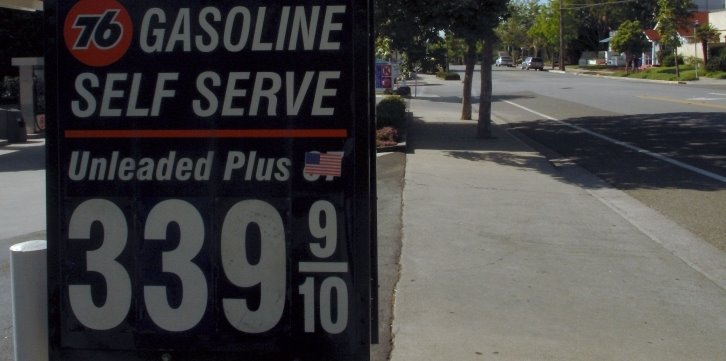 76 GASOLINE
SELF SERVE
Unleaded Plus
339 9/10